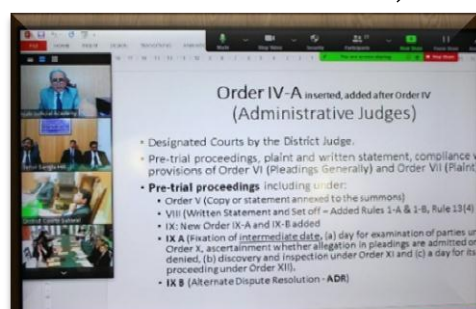 Order IV-A inserted, added after Order IV
(Administrative Judges)
• Designated Courts by the District Judge.
• Pre-trial proceedings, plaint and written statement, compliance
provisions of Order VI (Pleadings Generally) and Order VII (Plaint
• Pre-trial proceedings including under:
• Order V (Copy or statement annexed to the summons)
• VIII (Written Statement and Set off – Added Rules 1-A & 1-B, Rule 13(4)
• IX: New Order IX-A and IX-B added
• IX A (Fixation of intermediate date, (a) day for examination of parties
Order X, ascertainment whether allegation in pleadings are admitted
denied, (b) discovery and inspection under Order XI and (c) a day for its
proceeding under Order XII).
• IX B (Alternate Dispute Resolution - ADR)